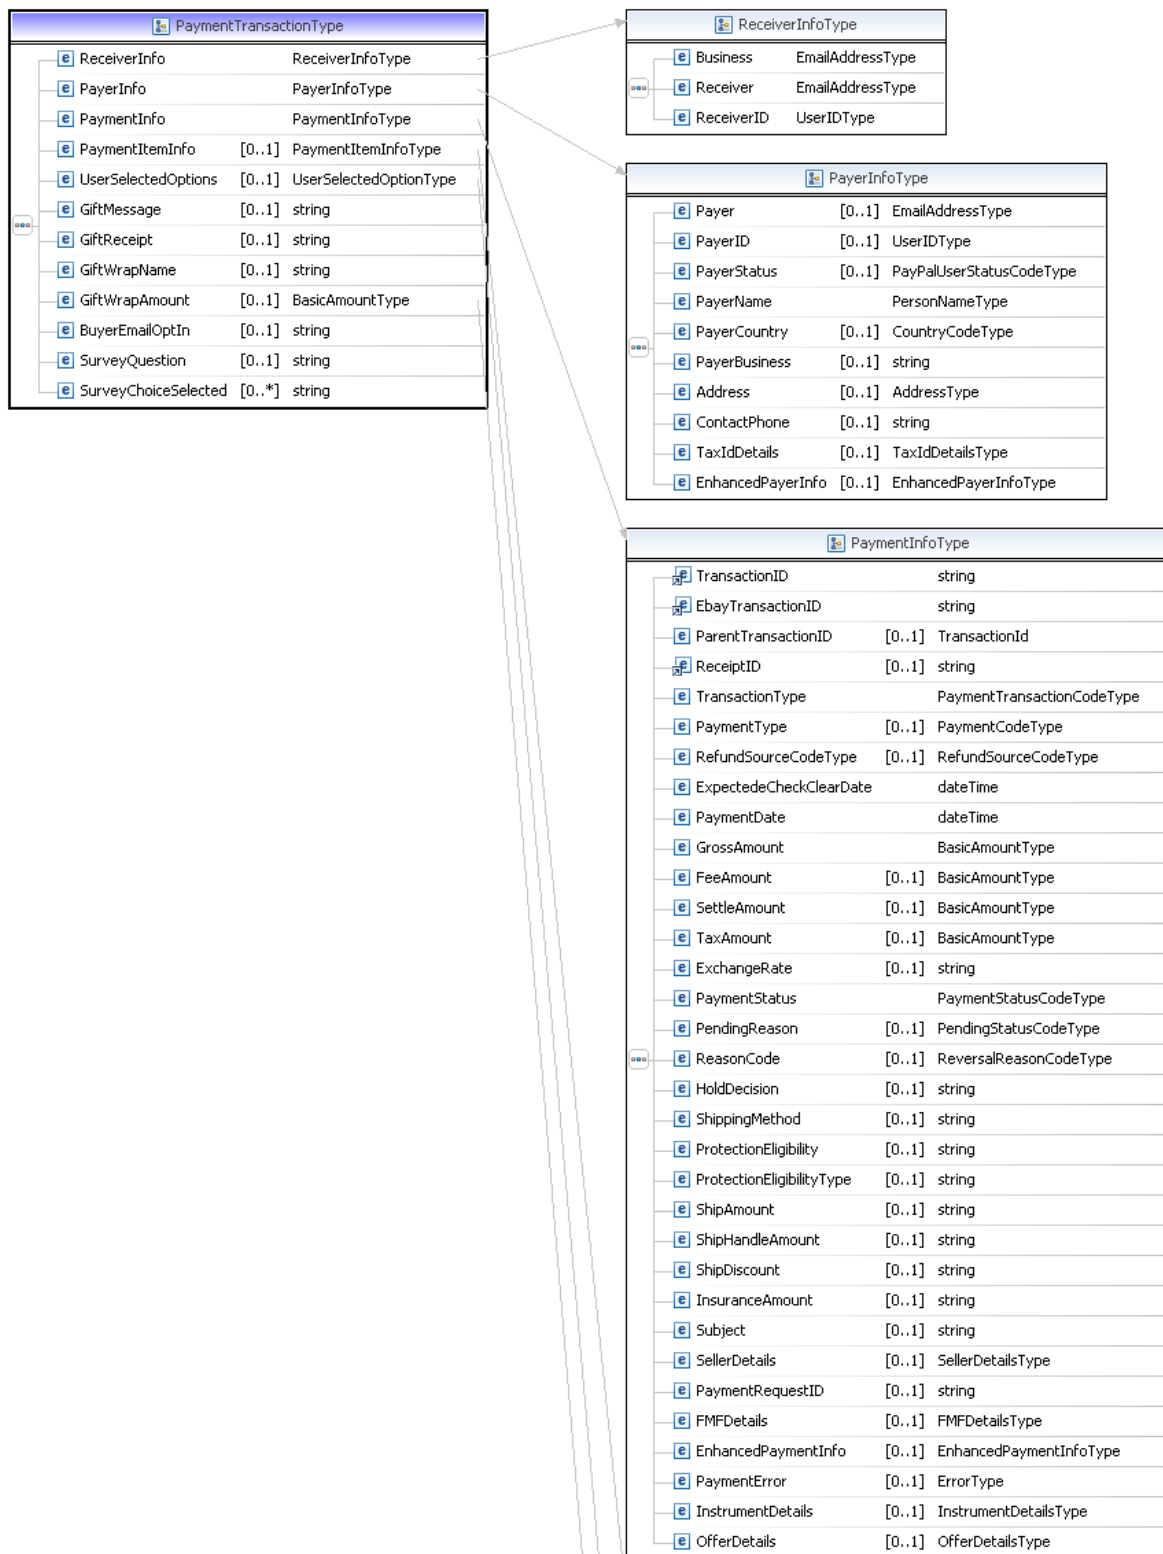 PaymentTransactionType
ReceiverInfo ReceiverInfoType
PayerInfo PayerInfoType
PaymentInfo PaymentInfoType
PaymentItemInfo [0..1] PaymentItemInfoType
UserSelectedOptions [0..1] UserSelectedOptionType
GiftMessage [0..1] string
GiftReceipt [0..1] string
GiftWrapName [0..1] string
GiftWrapAmount [0..1] BasicAmountType
BuyerEmailOptIn [0..1] string
SurveyQuestion [0..1] string
SurveyChoiceSelected [0..*] string
ReceiverInfoType
Business EmailAddressType
Receiver EmailAddressType
ReceiverID UserIDType
PayerInfoType
Payer [0..1] EmailAddressType
PayerID [0..1] UserIDType
PayerStatus [0..1] PayPalUserStatusCodeType
PayerName PersonNameType
PayerCountry [0..1] CountryCodeType
PayerBusiness [0..1] string
Address [0..1] AddressType
ContactPhone [0..1] string
TaxIdDetails [0..1] TaxIdDetailsType
EnhancedPayerInfo [0..1] EnhancedPayerInfoType
PaymentInfoType
TransactionID string
EbayTransactionID string
ParentTransactionID [0..1] TransactionId
ReceiptID [0..1] string
TransactionType PaymentTransactionCodeType
PaymentType [0..1] PaymentCodeType
RefundSourceCodeType [0..1] RefundSourceCodeType
ExpectedeCheckClearDate dateTime
PaymentDate dateTime
GrossAmount BasicAmountType
FeeAmount [0..1] BasicAmountType
SettleAmount [0..1] BasicAmountType
TaxAmount [0..1] BasicAmountType
ExchangeRate [0..1] string
PaymentStatus PaymentStatusCodeType
PendingReason [0..1] PendingStatusCodeType
ReasonCode [0..1] ReversalReasonCodeType
HoldDecision [0..1] string
ShippingMethod [0..1] string
ProtectionEligibility [0..1] string
ProtectionEligibilityType [0..1] string
ShipAmount [0..1] string
ShipHandleAmount [0..1] string
ShipDiscount [0..1] string
InsuranceAmount [0..1] string
Subject [0..1] string
SellerDetails [0..1] SellerDetailsType
PaymentRequestID [0..1] string
FMFDetails [0..1] FMFDetailsType
EnhancedPaymentInfo [0..1] EnhancedPaymentInfoType
PaymentError [0..1] ErrorType
InstrumentDetails [0..1] InstrumentDetailsType
OfferDetails [0..1] OfferDetailsType